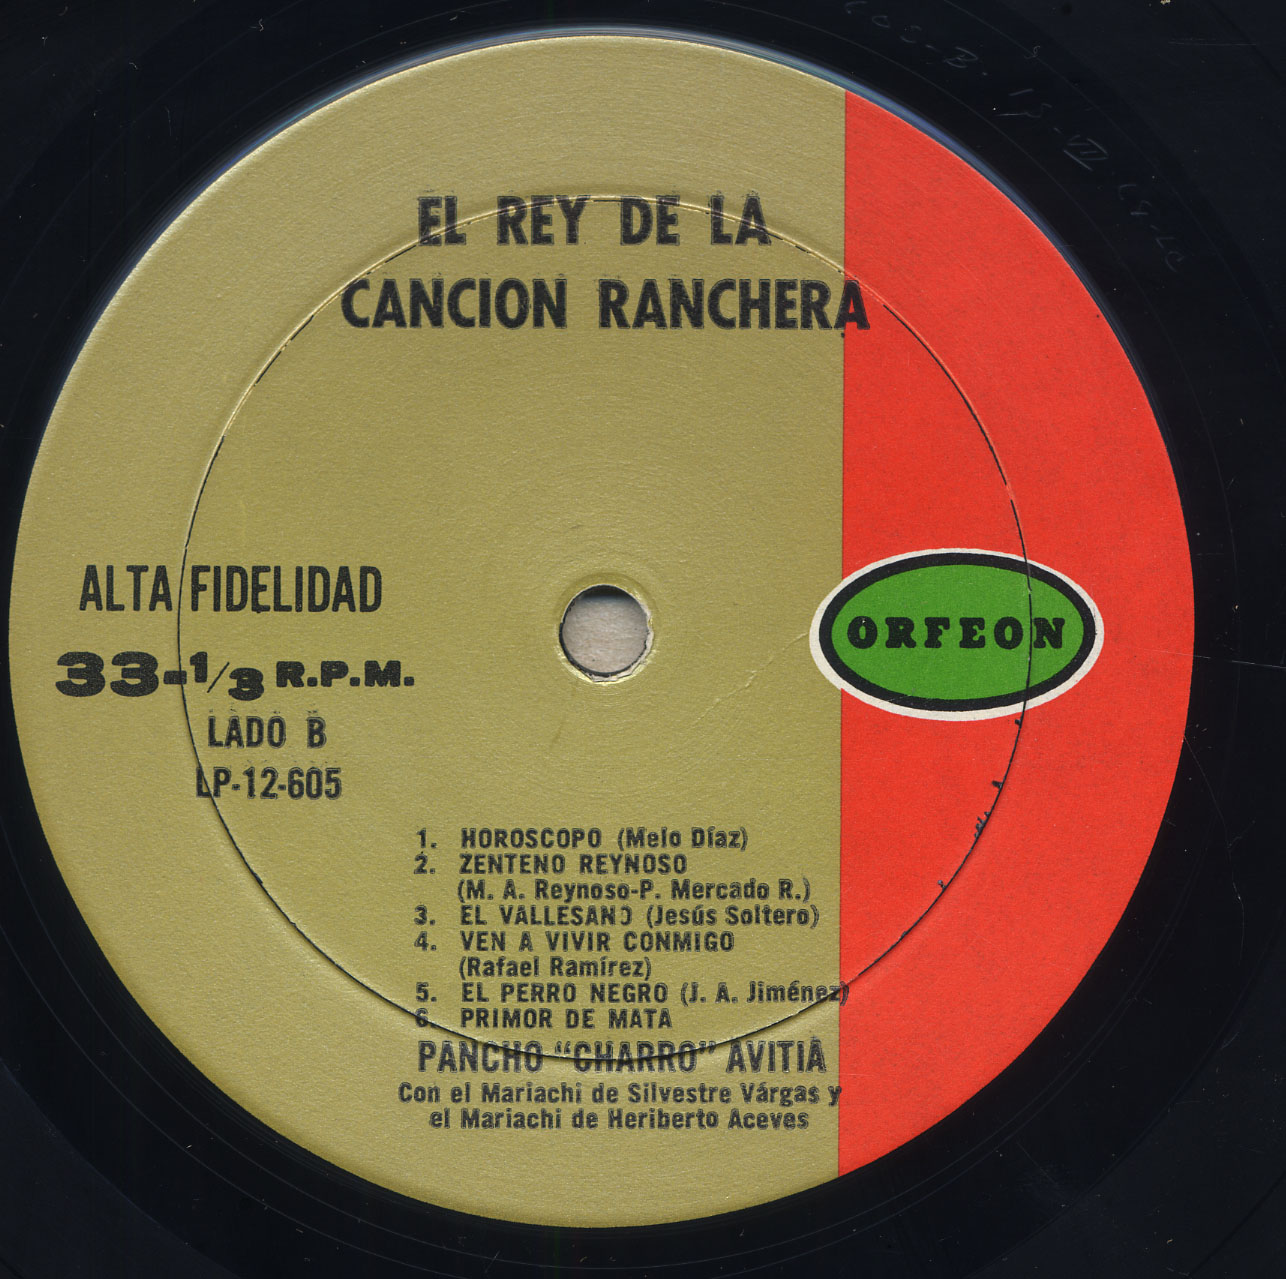 EL REY DE LA
CANCION RANCHERA
ALTA FIDELIDAD
33-1/3 R.P.M.
LADO B
LP-12-605
ORFEON
1. HOROSCOPO (Melo Díaz)
2. ZENTENO REYNOSO
(M. A. Reynoso-P. Mercado R.)
3. EL VALLESANO (Jesús Soltero)
4. VEN A VIVIR CONMIGO
(Rafael Ramírez)
5. EL PERRO NEGRO (J. A. Jiménez)
6. PRIMOR DE MATA
PANCHO "CHARRO" AVITIA
Con el Mariachi de Silvestre Várgas y
el Mariachi de Heriberto Aceves